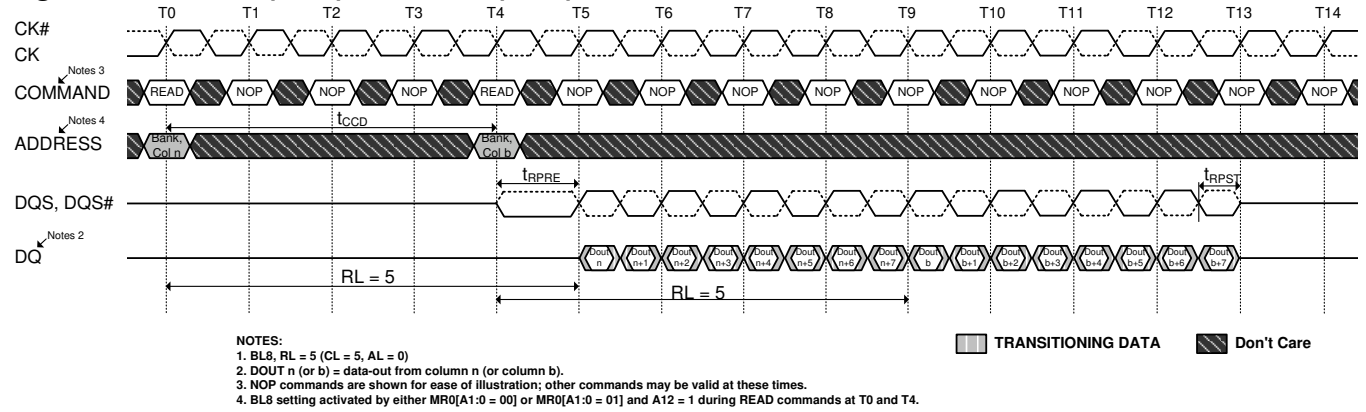 T0 T1 T2 T3 T4 T5 T6 T7 T8 T9 T10 T11 T12 T13 T14
CK#
CK
Notes 3
COMMAND READ NOP NOP NOP READ NOP NOP NOP NOP NOP NOP NOP NOP NOP NOP
tCCD
Notes 4
ADDRESS
Bank, Col n
Bank, Col b
tRPRE
tRPST
DQS, DQS#
Notes 2
DQ
Dout n Dout n+1 Dout n+2 Dout n+3 Dout n+4 Dout n+5 Dout n+6 Dout n+7 Dout b Dout b+1 Dout b+2 Dout b+3 Dout b+4 Dout b+5 Dout b+6 Dout b+7
RL = 5
RL = 5
NOTES:
1. BL8, RL = 5 (CL = 5, AL = 0)
2. DOUT n (or b) = data-out from column n (or column b).
3. NOP commands are shown for ease of illustration; other commands may be valid at these times.
4. BL8 setting activated by either MR0[A1:0 = 00] or MR0[A1:0 = 01] and A12 = 1 during READ commands at T0 and T4.
TRANSITIONING DATA
Don't Care